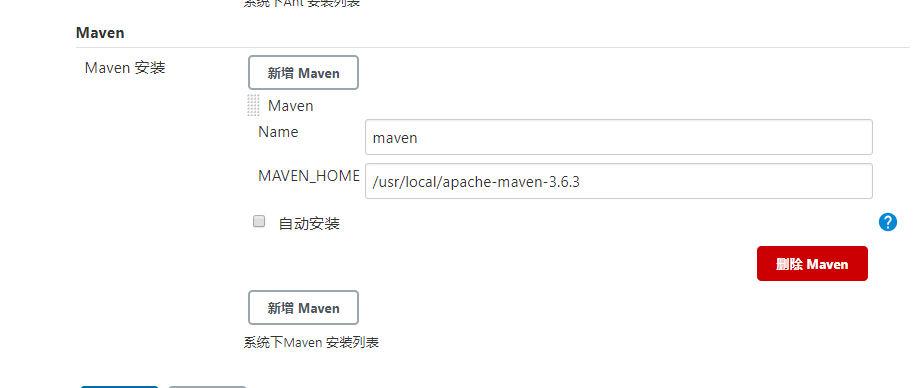 系统下Ant 安装列表
Maven
Maven 安装
新增 Maven
Maven
Name
maven
MAVEN_HOME
/usr/local/apache-maven-3.6.3
自动安装
?
删除 Maven
新增 Maven
系统下Maven 安装列表